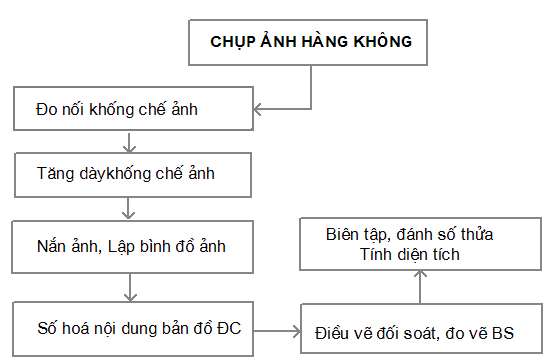 CHỤP ẢNH HÀNG KHÔNG
Đo nối khống chế ảnh
Tăng dàykhống chế ảnh
Nắn ảnh, Lập bình đồ ảnh
Số hoá nội dung bản đồ ĐC
Điều vẽ đối soát, đo vẽ BS
Biên tập, đánh số thửa
Tính diện tích